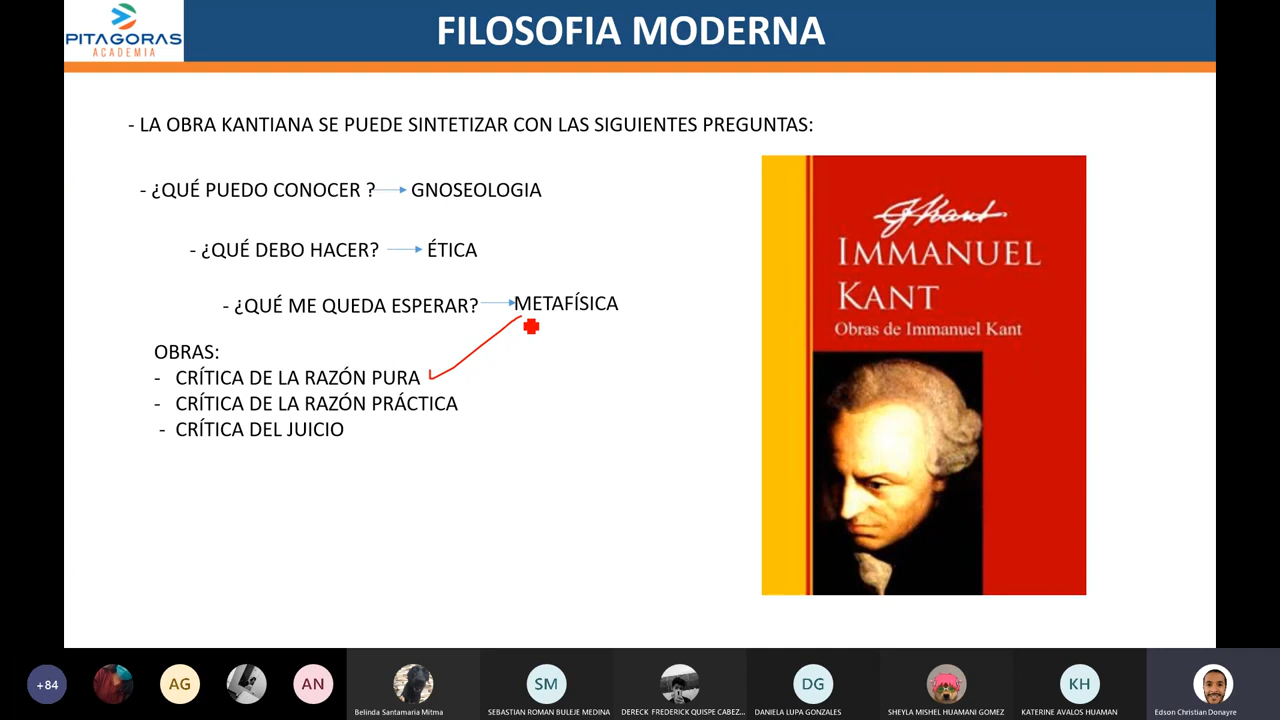 PITAGORAS
ACADEMIA
FILOSOFIA MODERNA
- LA OBRA KANTIANA SE PUEDE SINTETIZAR CON LAS SIGUIENTES PREGUNTAS:
- ¿QUÉ PUEDO CONOCER ? GNOSEOLOGIA
- ¿QUÉ DEBO HACER? ÉTICA
- ¿QUÉ ME QUEDA ESPERAR? METAFÍSICA
OBRAS:
- CRÍTICA DE LA RAZÓN PURA
- CRÍTICA DE LA RAZÓN PRÁCTICA
- CRÍTICA DEL JUICIO
IKant
IMMANUEL
KANT
Obras de Immanuel Kant
+84
AG
AN
Belinda Santamaria Mitma
SM
SEBASTIAN ROMAN BULEJE MEDINA
DERECK FREDERICK QUISPE CABEZ...
DG
DANIELA LUPA GONZALES
SHEYLA MISHEL HUAMANI GOMEZ
KH
KATERINE AVALOS HUAMAN
Edson Christian Donayre